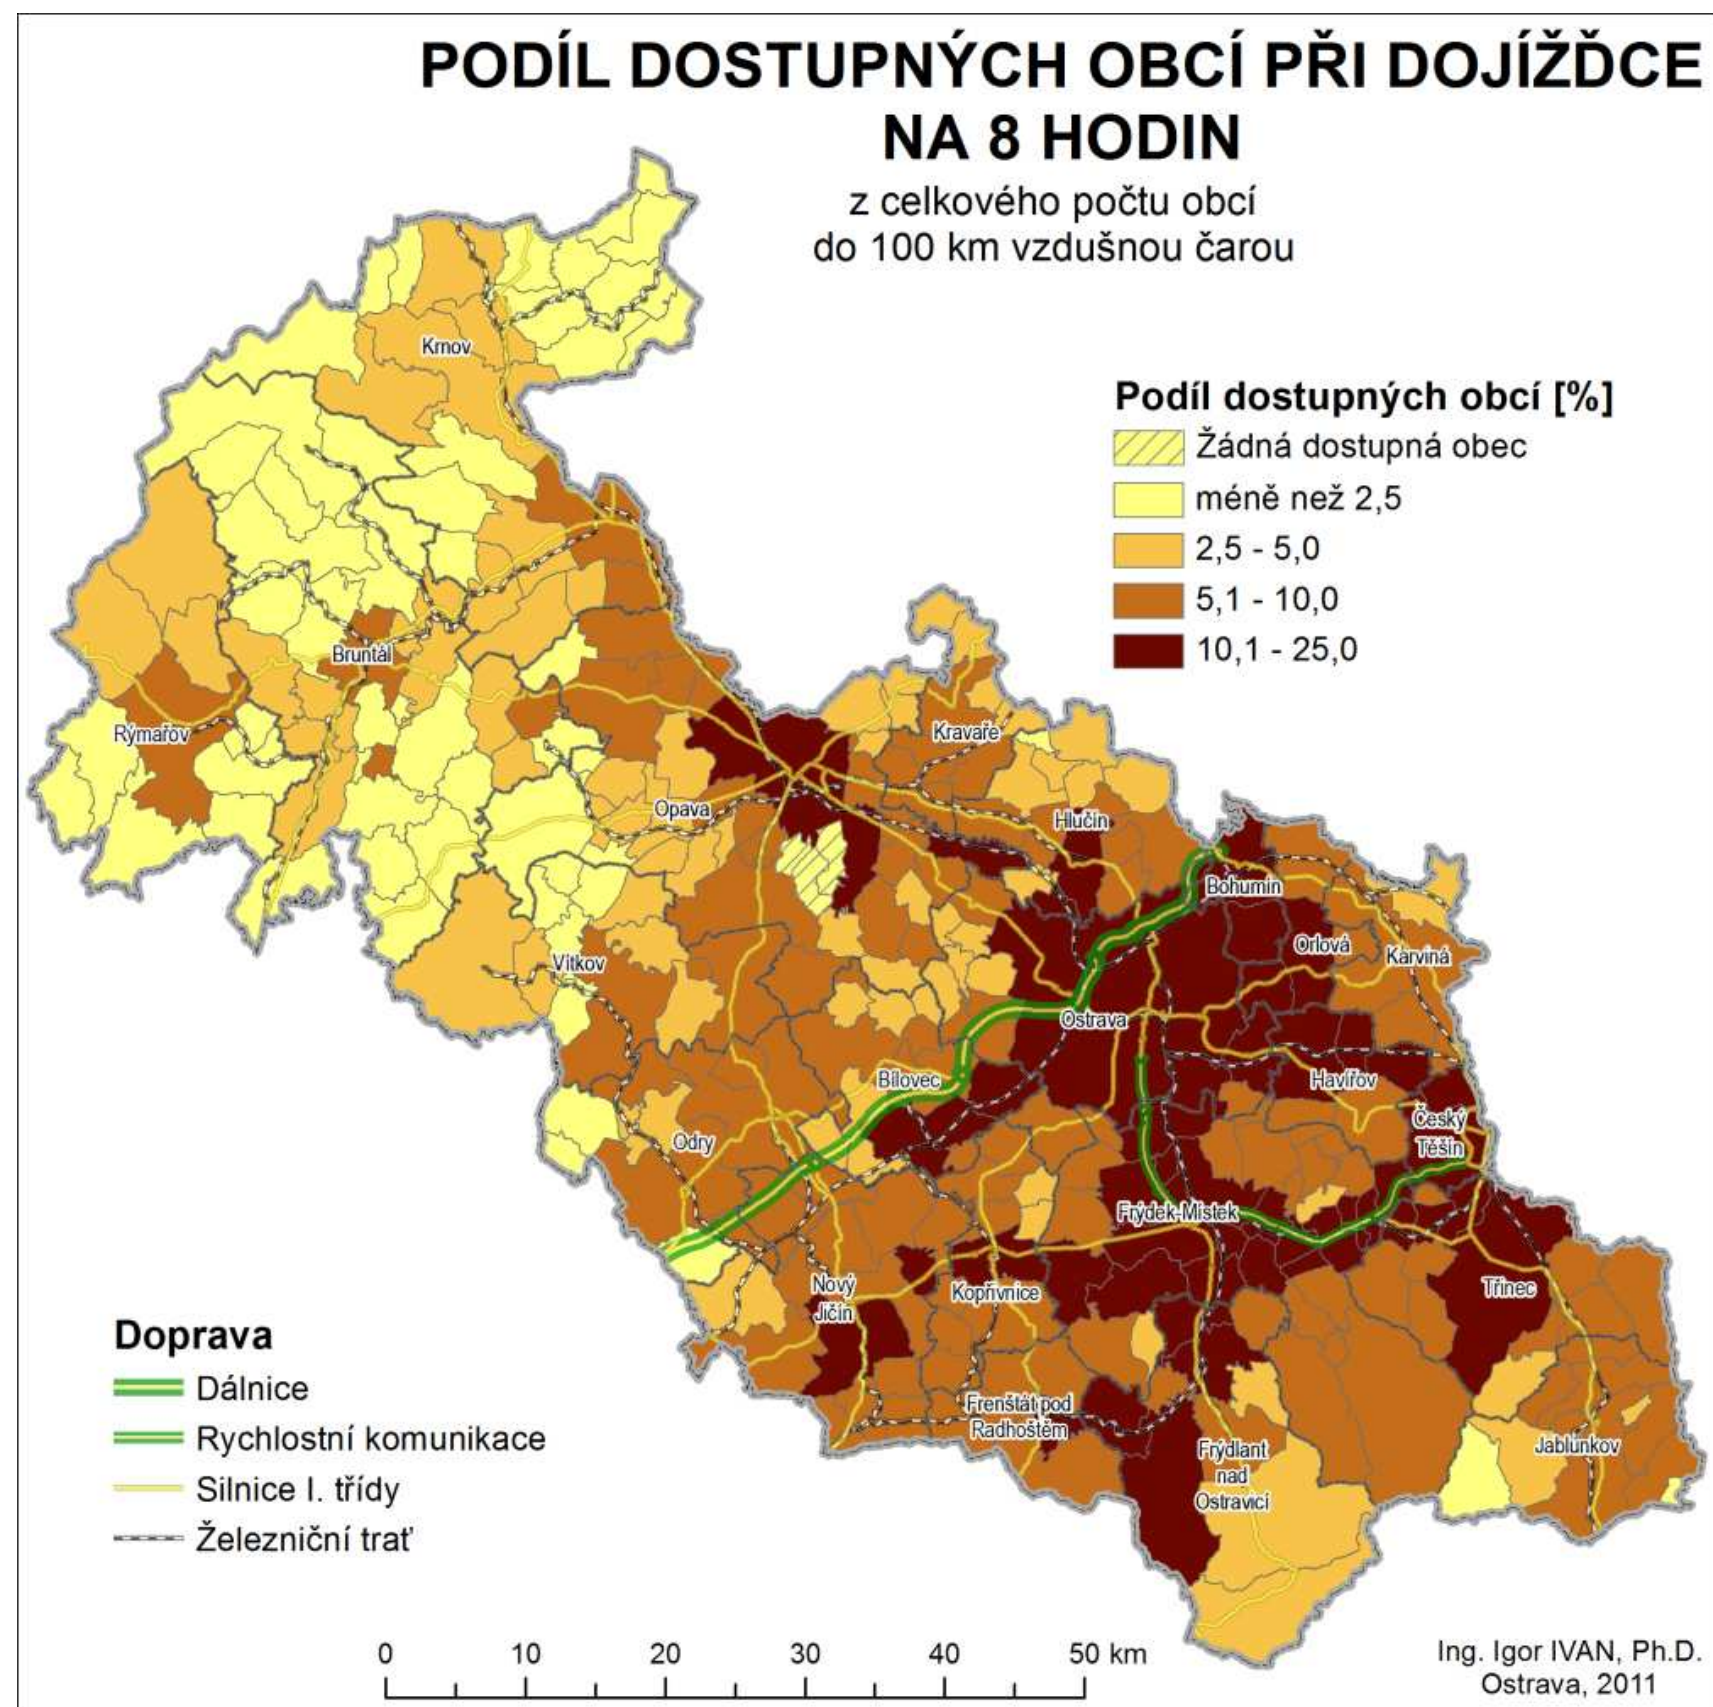 PODÍL DOSTUPNÝCH OBCÍ PŘI DOJÍŽĎCE
NA 8 HODIN
z celkového počtu obcí
do 100 km vzdušnou čarou
Krnov
Podíl dostupných obcí [%]
Žádná dostupná obec
méně než 2,5
2,5 - 5,0
5,1 - 10,0
10,1 - 25,0
Bruntál
Rýmařov
Kravaře
Opava
Hlučín
Bohumín
Orlová
Karviná
Vítkov
Ostrava
Bílovec
Havířov
Český
Těšín
Odry
Frýdek-Místek
Nový
Jičín
Kopřivnice
Třinec
Frenštát pod
Radhoštěm
Frýdlant
nad
Ostravicí
Jablunkov
Doprava
Dálnice
Rychlostní komunikace
Silnice I. třídy
Železniční trať
0 10 20 30 40 50 km
Ing. Igor IVAN, Ph.D.
Ostrava, 2011